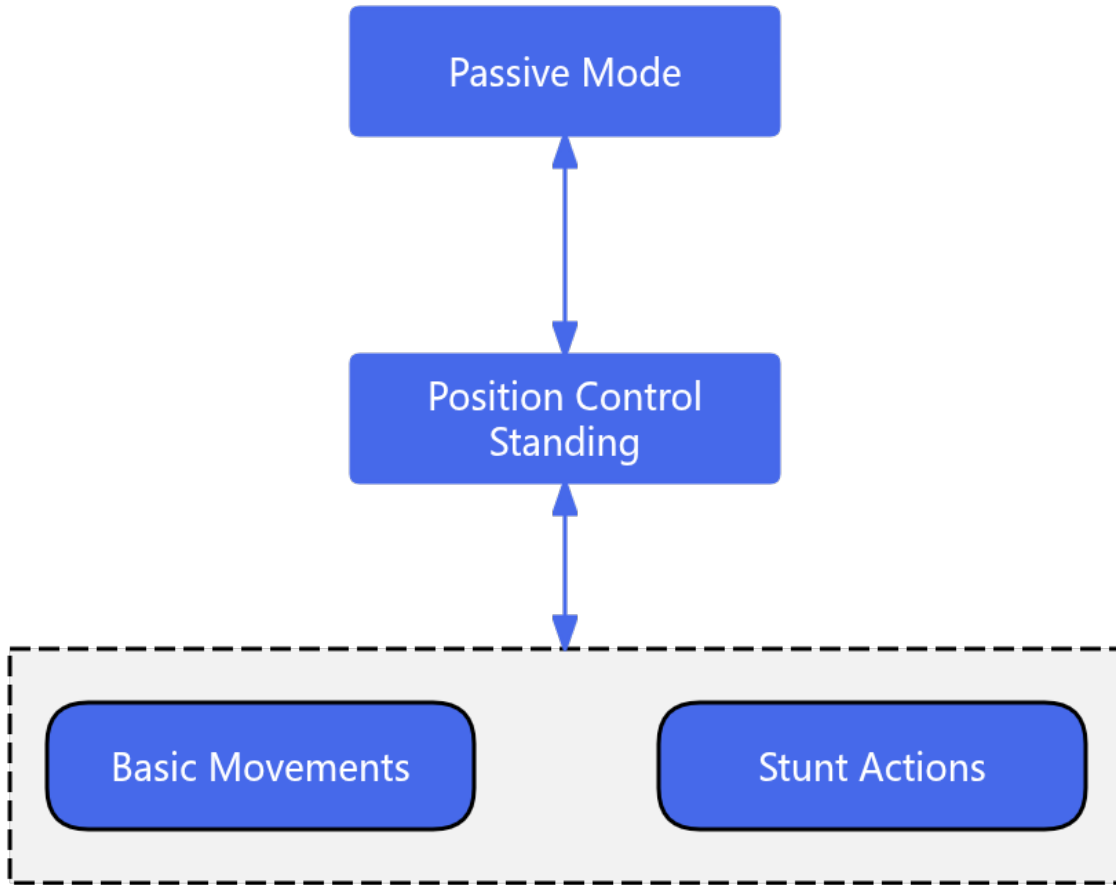 Passive Mode
Position Control
Standing
Basic Movements
Stunt Actions